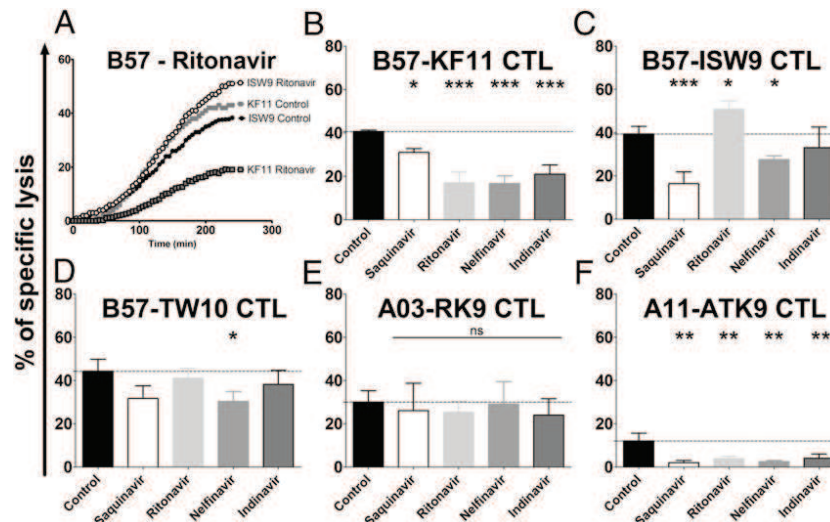 % of specific lysis
A
B57 - Ritonavir
60
40
20
0
0
100
200
300
Time (min)
ISW9 Ritonavir
KF11 Control
ISW9 Control
KF11 Ritonavir
B
B57-KF11 CTL
* *** *** ***
80
60
40
20
0
Control
Saquinavir
Ritonavir
Nelfinavir
Indinavir
C
B57-ISW9 CTL
*** * *
80
60
40
20
0
Control
Saquinavir
Ritonavir
Nelfinavir
Indinavir
D
B57-TW10 CTL
*
80
60
40
20
0
Control
Saquinavir
Ritonavir
Nelfinavir
Indinavir
E
A03-RK9 CTL
ns
80
60
40
20
0
Control
Saquinavir
Ritonavir
Nelfinavir
Indinavir
F
A11-ATK9 CTL
** ** ** **
80
60
40
20
0
Control
Saquinavir
Ritonavir
Nelfinavir
Indinavir